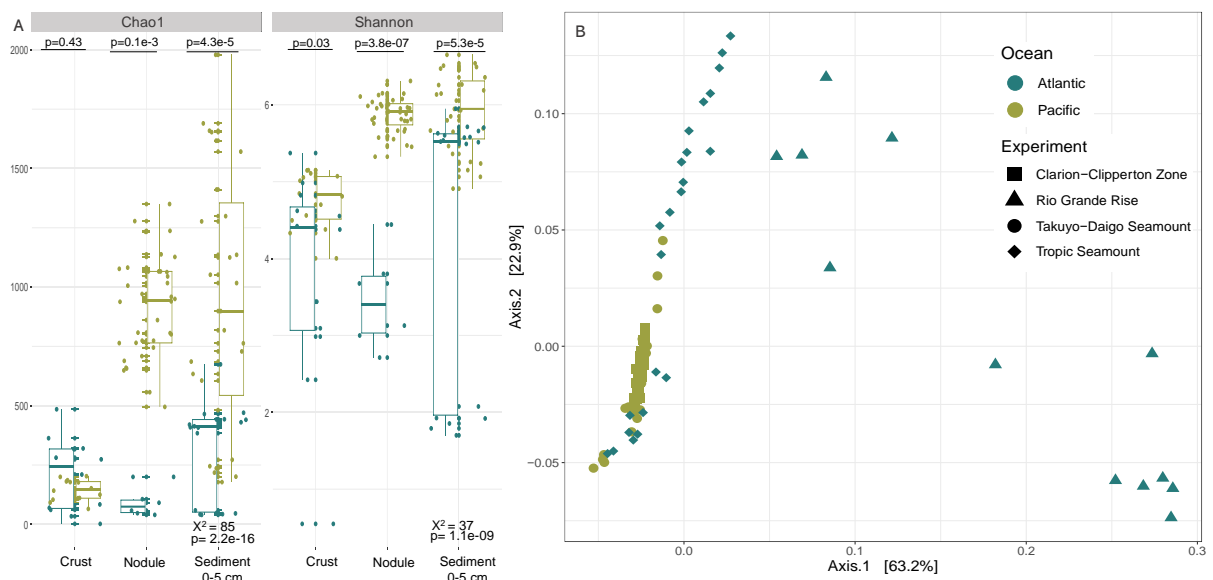 A
Chao1
Shannon
p=0.43
p=0.1e-3
p=4.3e-5
p=0.03
p=3.8e-07
p=5.3e-5
2000
1500
1000
500
0
6
4
2
X² = 85
p= 2.2e-16
X² = 37
p= 1.1e-09
Crust
Nodule
Sediment
0-5 cm
Crust
Nodule
Sediment
0-5 cm
B
Axis.2 [22.9%]
0.10
0.05
0.00
−0.05
0.0
0.1
0.2
0.3
Axis.1 [63.2%]
Ocean
Atlantic
Pacific
Experiment
Clarion−Clipperton Zone
Rio Grande Rise
Takuyo−Daigo Seamount
Tropic Seamount